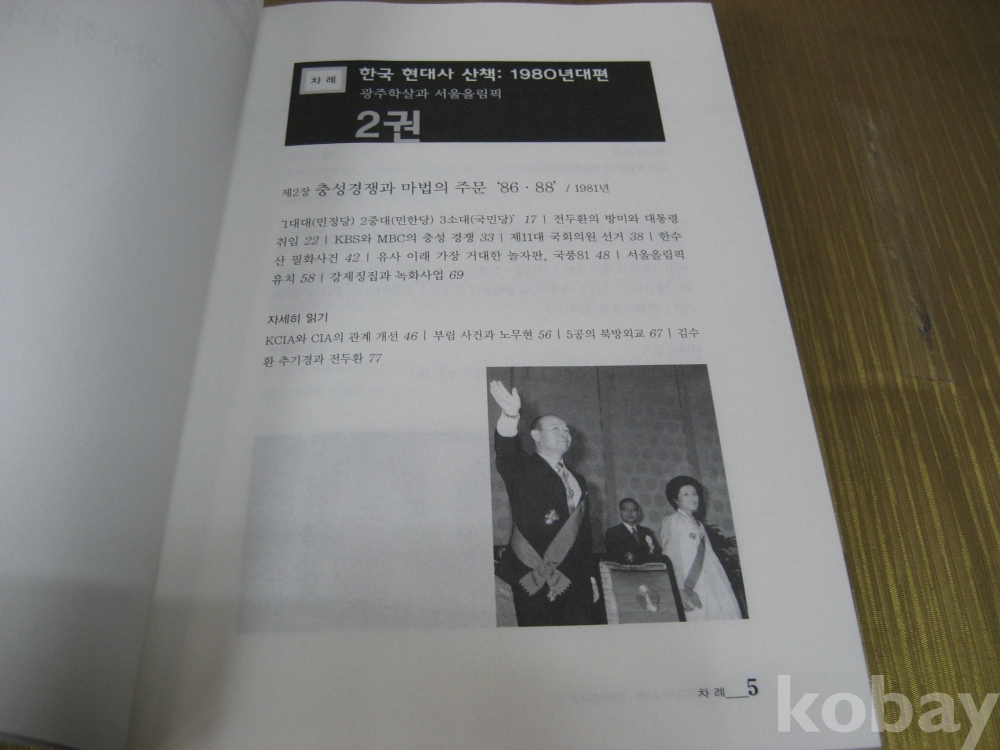 차 례
한국 현대사 산책: 1980년대편
광주학살과 서울올림픽
2권
제2장 충성경쟁과 마법의 주문 ‘86 · 88’ / 1981년
‘1대대(민정당) 2중대(민한당) 3소대(국민당)’ 17 | 전두환의 방미와 대통령
취임 22 | KBS와 MBC의 충성 경쟁 33 | 제11대 국회의원 선거 38 | 한수
산 필화사건 42 | 유사 이래 가장 거대한 놀자판, 국풍81 48 | 서울올림픽
유치 58 | 강제징집과 녹화사업 69
자세히 읽기
KCIA와 CIA의 관계 개선 46 | 부림 사건과 노무현 56 | 5공의 북방외교 67 | 김수
환 추기경과 전두환 77
차 례__5
kobay